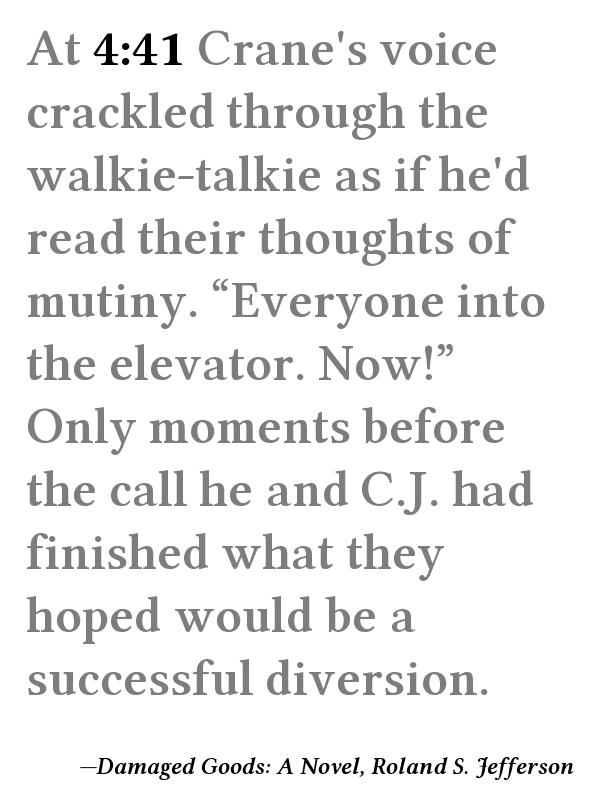 At 4:41 Crane's voice
crackled through the
walkie-talkie as if he'd
read their thoughts of
mutiny. “Everyone into
the elevator. Now!”
Only moments before
the call he and C.J. had
finished what they
hoped would be a
successful diversion.
—Damaged Goods: A Novel, Roland S. Jefferson